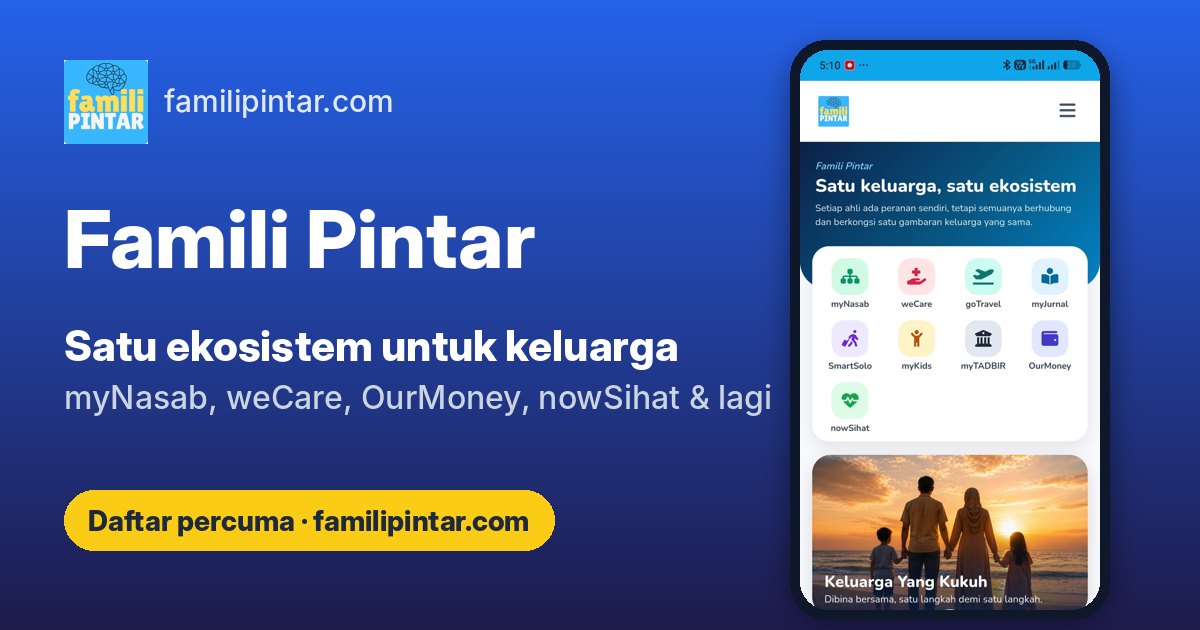 famili
PINTAR
familipintar.com
Famili Pintar
Satu ekosistem untuk keluarga
myNasab, weCare, OurMoney, nowSihat & lagi
Daftar percuma · familipintar.com
5:10
famili
PINTAR
Famili Pintar
Satu keluarga, satu ekosistem
Setiap ahli ada peranan sendiri, tetapi semuanya berhubung
dan berkongsi satu gambaran keluarga yang sama.
myNasab weCare goTravel myJurnal
SmartSolo myKids myTADBIR OurMoney
nowSihat
Keluarga Yang Kukuh
Dibina bersama, satu langkah demi satu langkah.